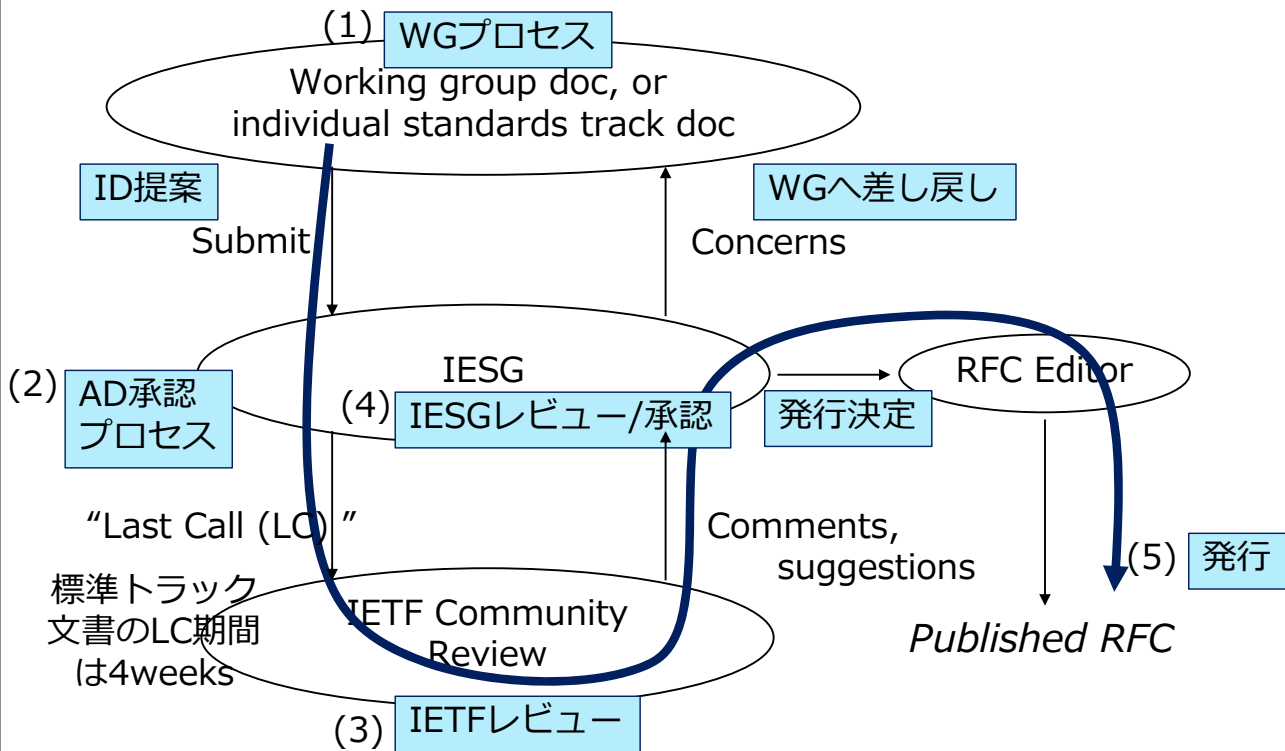 (1)
WGプロセス
Working group doc, or
individual standards track doc
ID提案
WGへ差し戻し
Submit
Concerns
(2)
AD承認
プロセス
IESG
(4)
IESGレビュー/承認
発行決定
RFC Editor
“Last Call (LC) ”
Comments,
suggestions
(5)
発行
標準トラック
文書のLC期間
は4weeks
IETF Community
Review
Published RFC
(3)
IETFレビュー